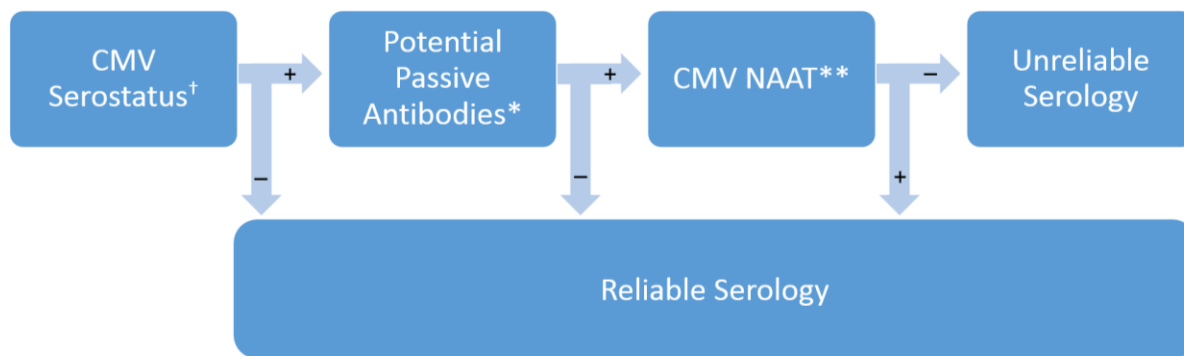 CMV
Serostatus†
+
Potential
Passive
Antibodies*
+
CMV NAAT**
–
Unreliable
Serology
–
–
+
Reliable Serology